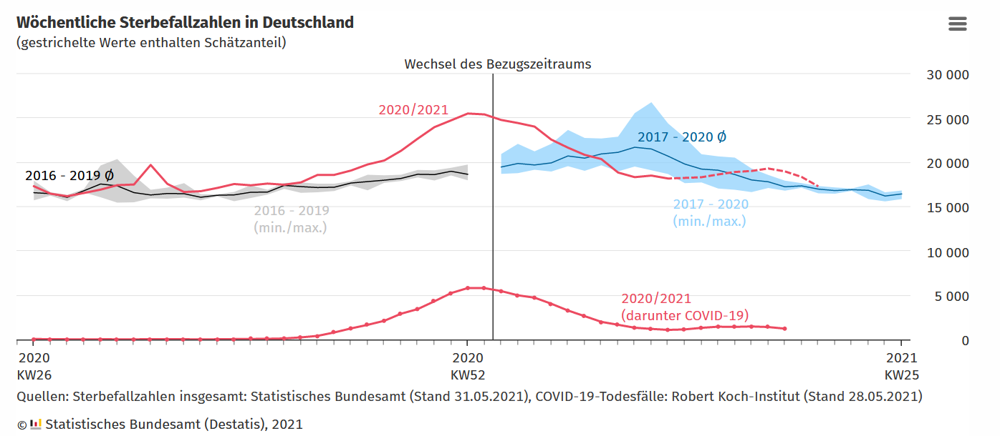 Wöchentliche Sterbefallzahlen in Deutschland
(gestrichelte Werte enthalten Schätzanteil)
Wechsel des Bezugszeitraums
30 000
2020/2021
25 000
2017 - 2020 Ø
2016 - 2019 Ø
20 000
2016 - 2019
(min./max.)
2017 - 2020
(min./max.)
15 000
10 000
2020/2021
(darunter COVID-19)
5 000
0
2020
KW26
2020
KW52
2021
KW25
Quellen: Sterbefallzahlen insgesamt: Statistisches Bundesamt (Stand 31.05.2021), COVID-19-Todesfälle: Robert Koch-Institut (Stand 28.05.2021)
© Statistisches Bundesamt (Destatis), 2021